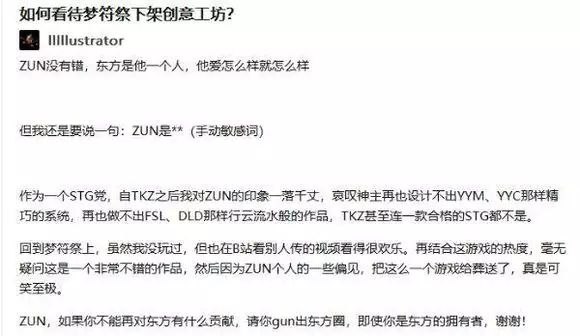 如何看待梦符祭下架创意工坊？
lllIlustrator
ZUN没有错，东方是他一个人，他爱怎么样就怎么样
但我还是要说一句：ZUN是**（手动敏感词）
作为一个STG党，自TKZ之后我对ZUN的印象一落千丈，哀叹神主再也设计不出YYM、YYC那样精
巧的系统，再也做不出FSL、DLD那样行云流水般的作品，TKZ甚至连一款合格的STG都不是。
回到梦符祭上，虽然我没玩过，但也在B站看别人传的视频看得很欢乐。再结合这游戏的热度，毫无
疑问这是一个非常不错的作品，然后因为ZUN个人的一些偏见，把这么一个游戏给葬送了，真是可
笑至极。
ZUN，如果你不能再对东方有什么贡献，请你gun出东方圈，即使你是东方的拥有者，谢谢！